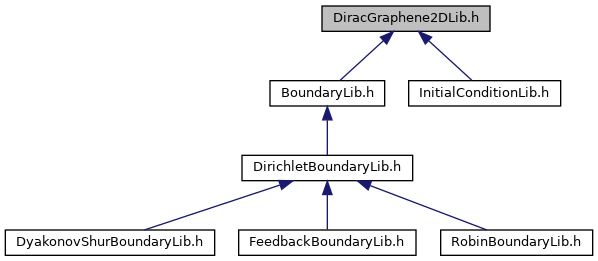 DiracGraphene2DLib.h
BoundaryLib.h
InitialConditionLib.h
DirichletBoundaryLib.h
DyakonovShurBoundaryLib.h
FeedbackBoundaryLib.h
RobinBoundaryLib.h